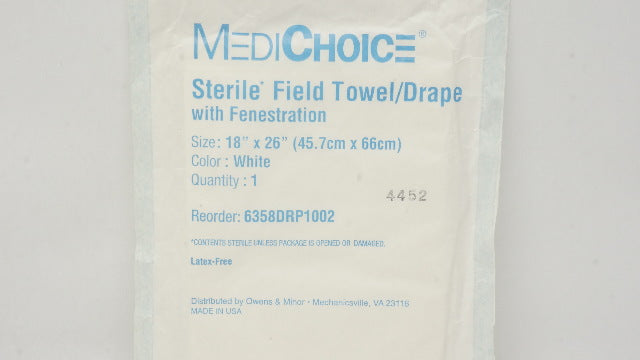 MEDICHOICE®
Sterile* Field Towel/Drape
with Fenestration
Size: 18" x 26" (45.7cm x 66cm)
Color : White
Quantity : 1
4452
Reorder: 6358DRP1002
*CONTENTS STERILE UNLESS PACKAGE IS OPENED OR DAMAGED.
Latex-Free
Distributed by Owens & Minor • Mechanicsville, VA 23116
MADE IN USA